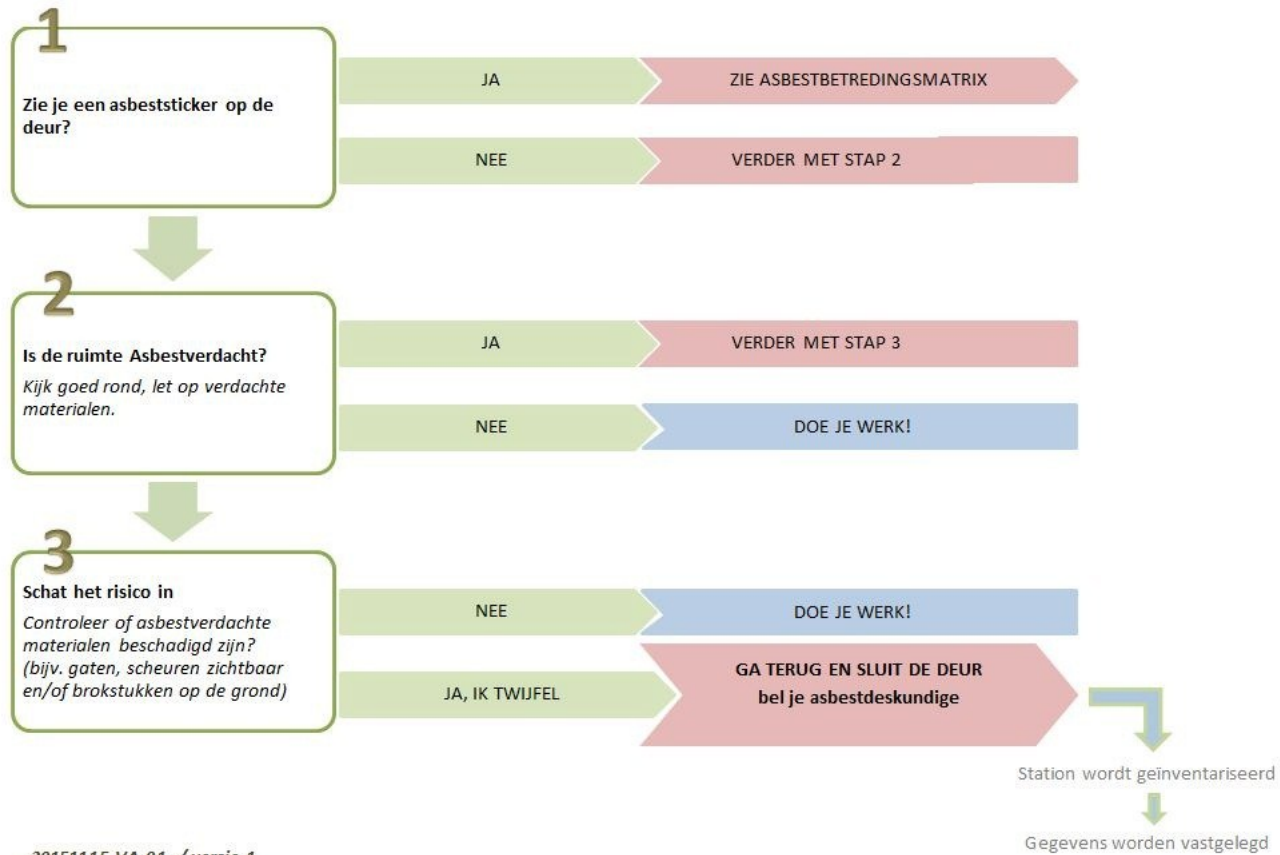 1
Zie je een asbeststicker op de
deur?
JA
ZIE ASBESTBETREDINGSMATRIX
NEE
VERDER MET STAP 2
2
Is de ruimte Asbestverdacht?
Kijk goed rond, let op verdachte
materialen.
JA
VERDER MET STAP 3
NEE
DOE JE WERK!
3
Schat het risico in
Controleer of asbestverdachte
materialen beschadigd zijn?
(bijv. gaten, scheuren zichtbaar
en/of brokstukken op de grond)
NEE
DOE JE WERK!
JA, IK TWIJFEL
GA TERUG EN SLUIT DE DEUR
bel je asbestdeskundige
Station wordt geïnventariseerd
Gegevens worden vastgelegd